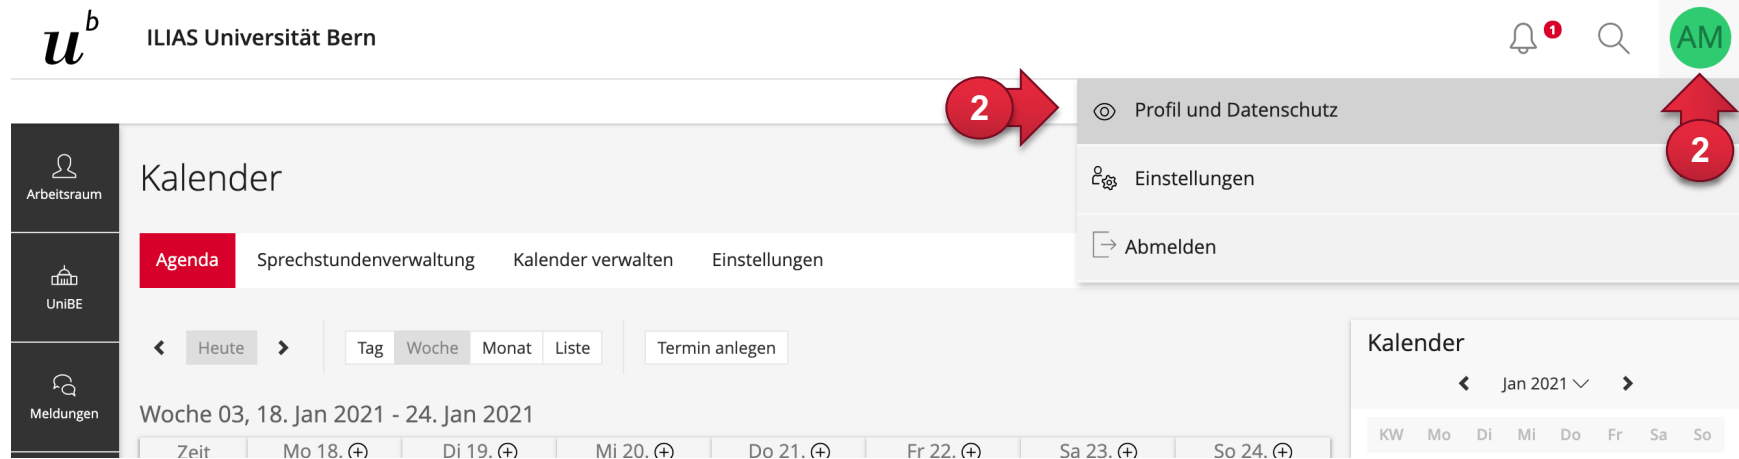 u b
ILIAS Universität Bern
1
AM
2
Profil und Datenschutz
2
Einstellungen
Abmelden
Arbeitsraum
UniBE
Meldungen
Kalender
Agenda Sprechstundenverwaltung Kalender verwalten Einstellungen
Heute Tag Woche Monat Liste Termin anlegen
Woche 03, 18. Jan 2021 - 24. Jan 2021
Zeit Mo 18. Di 19. Mi 20. Do 21. Fr 22. Sa 23. So 24.
Kalender
Jan 2021
KW Mo Di Mi Do Fr Sa So